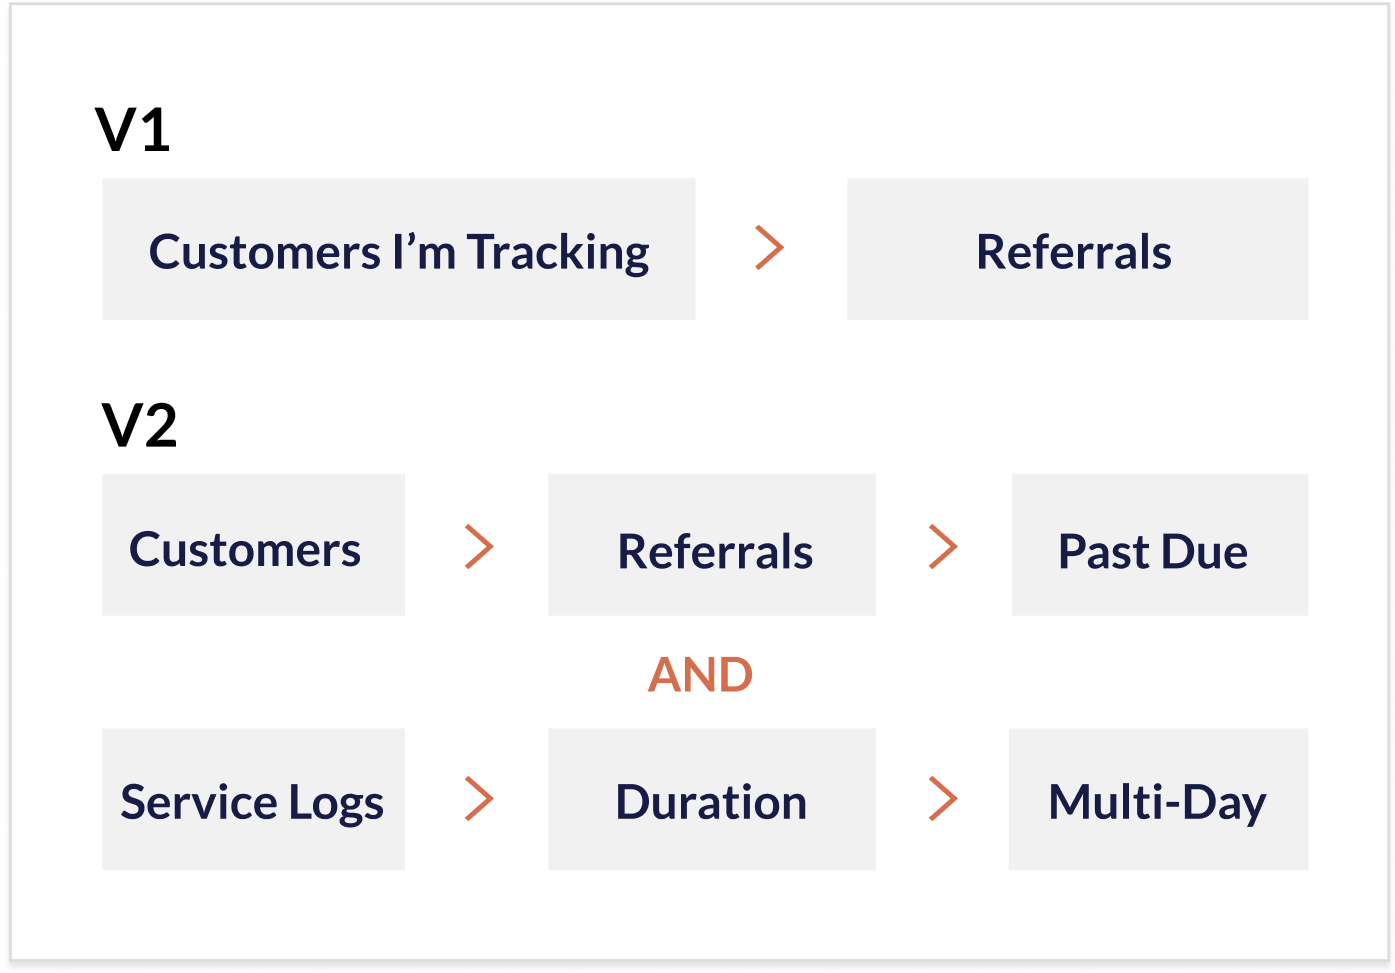 V1
Customers I’m Tracking > Referrals
V2
Customers > Referrals > Past Due
AND
Service Logs > Duration > Multi-Day